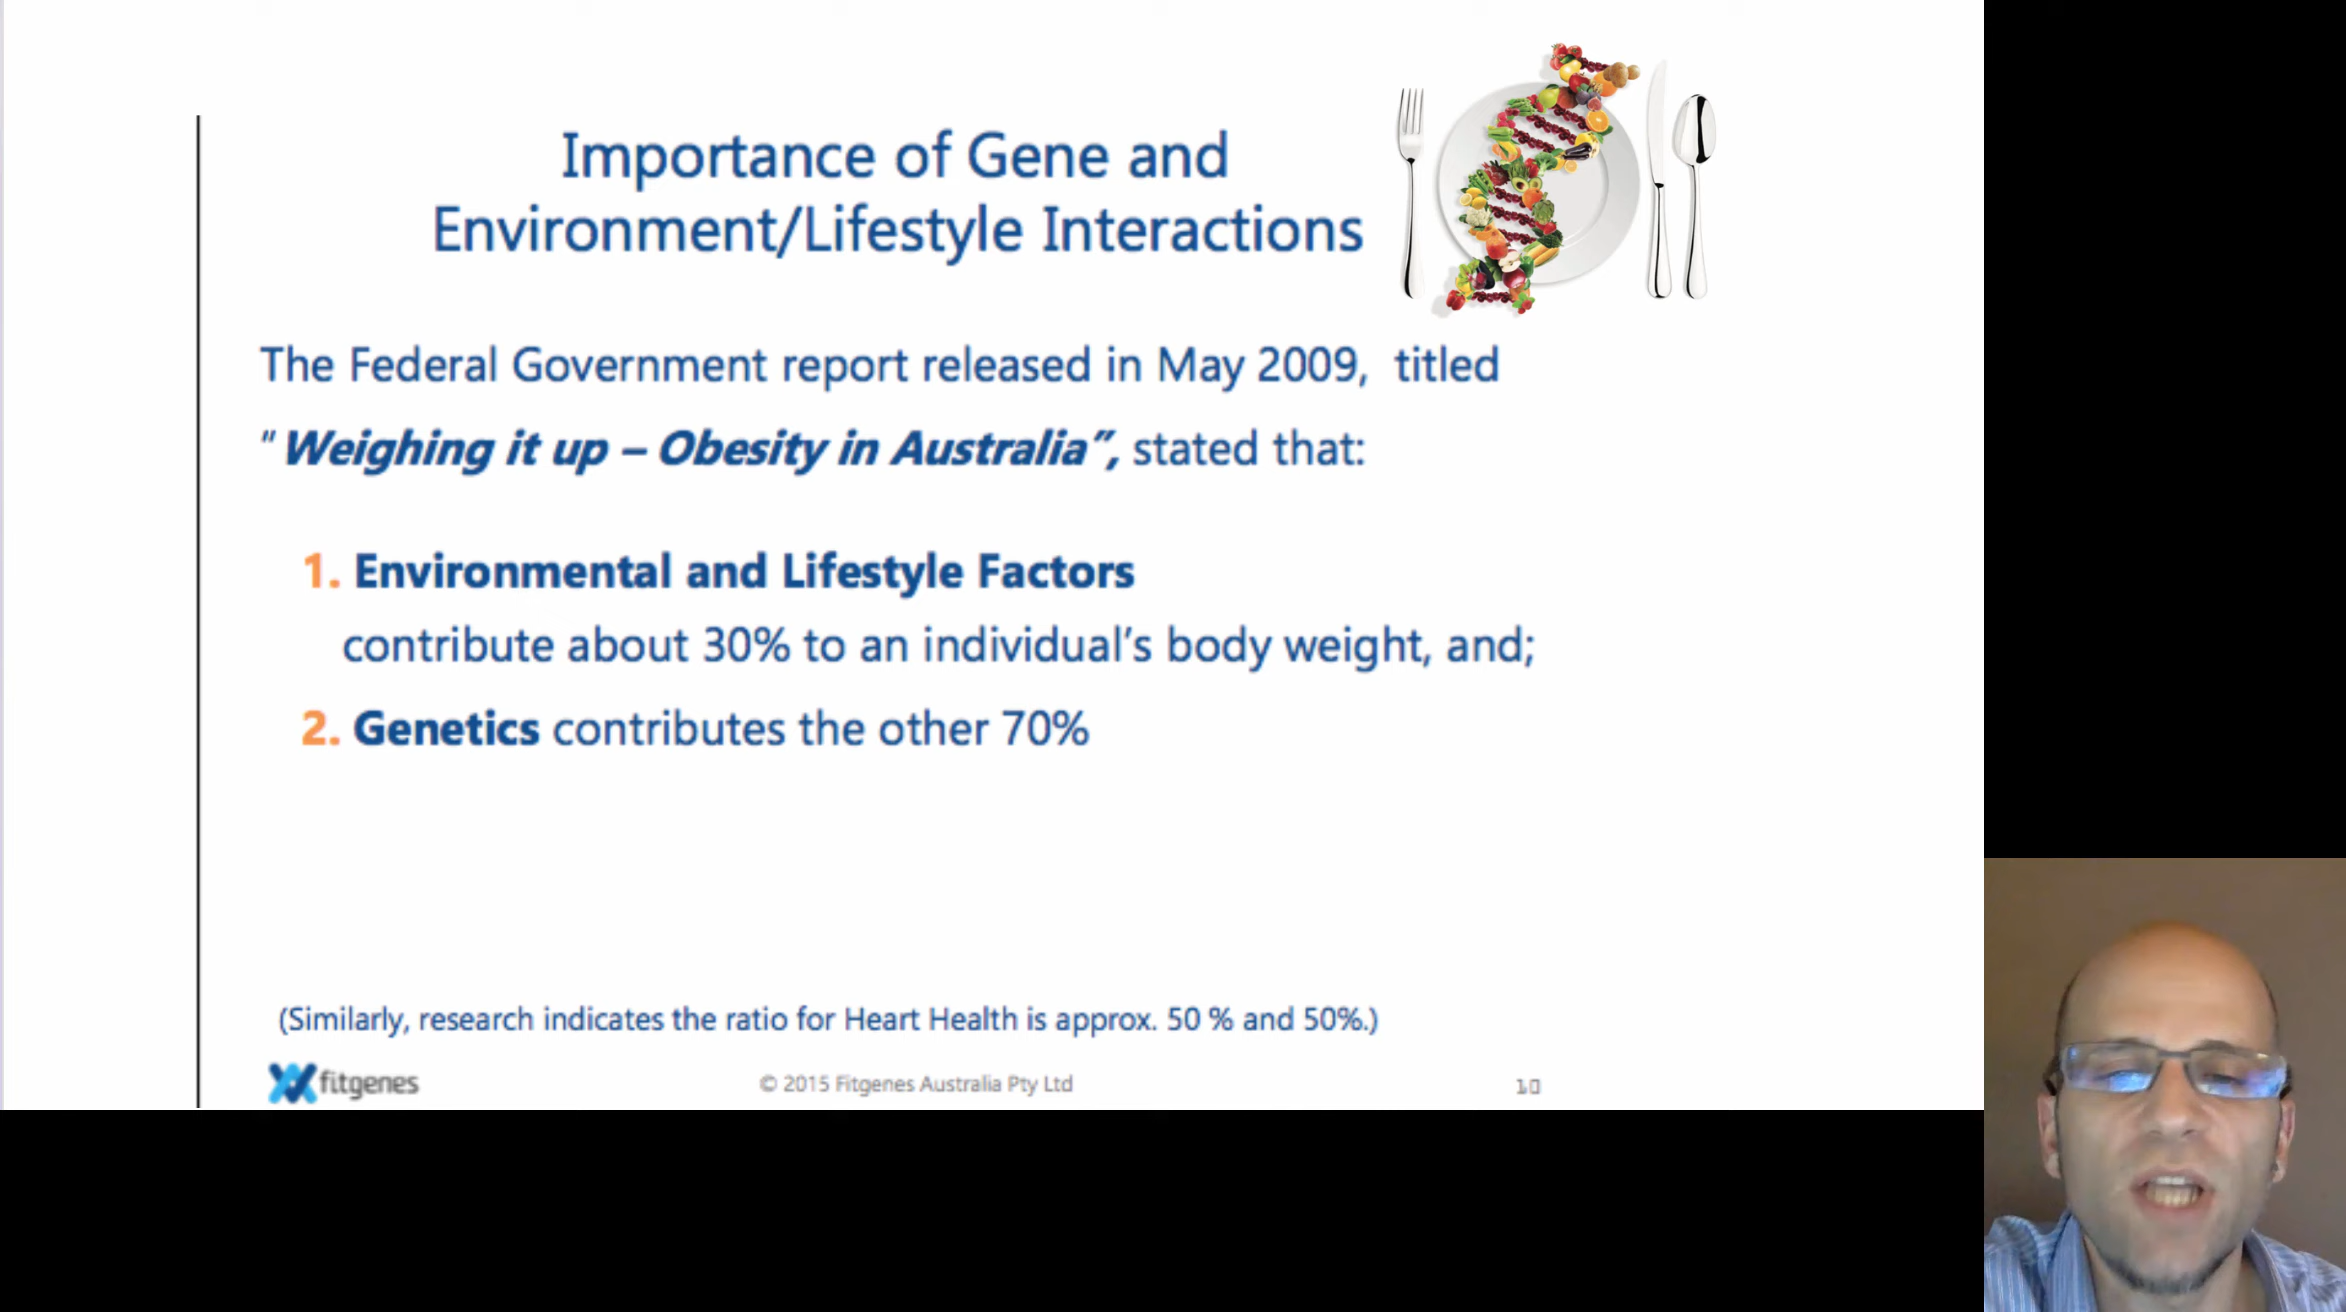 Importance of Gene and
Environment/Lifestyle Interactions
The Federal Government report released in May 2009,  titled
"Weighing it up – Obesity in Australia”, stated that:
1. Environmental and Lifestyle Factors
contribute about 30% to an individual’s body weight, and;
2. Genetics contributes the other 70%
(Similarly, research indicates the ratio for Heart Health is approx. 50 % and 50%.)
fitgenes
© 2015 Fitgenes Australia Pty Ltd
10